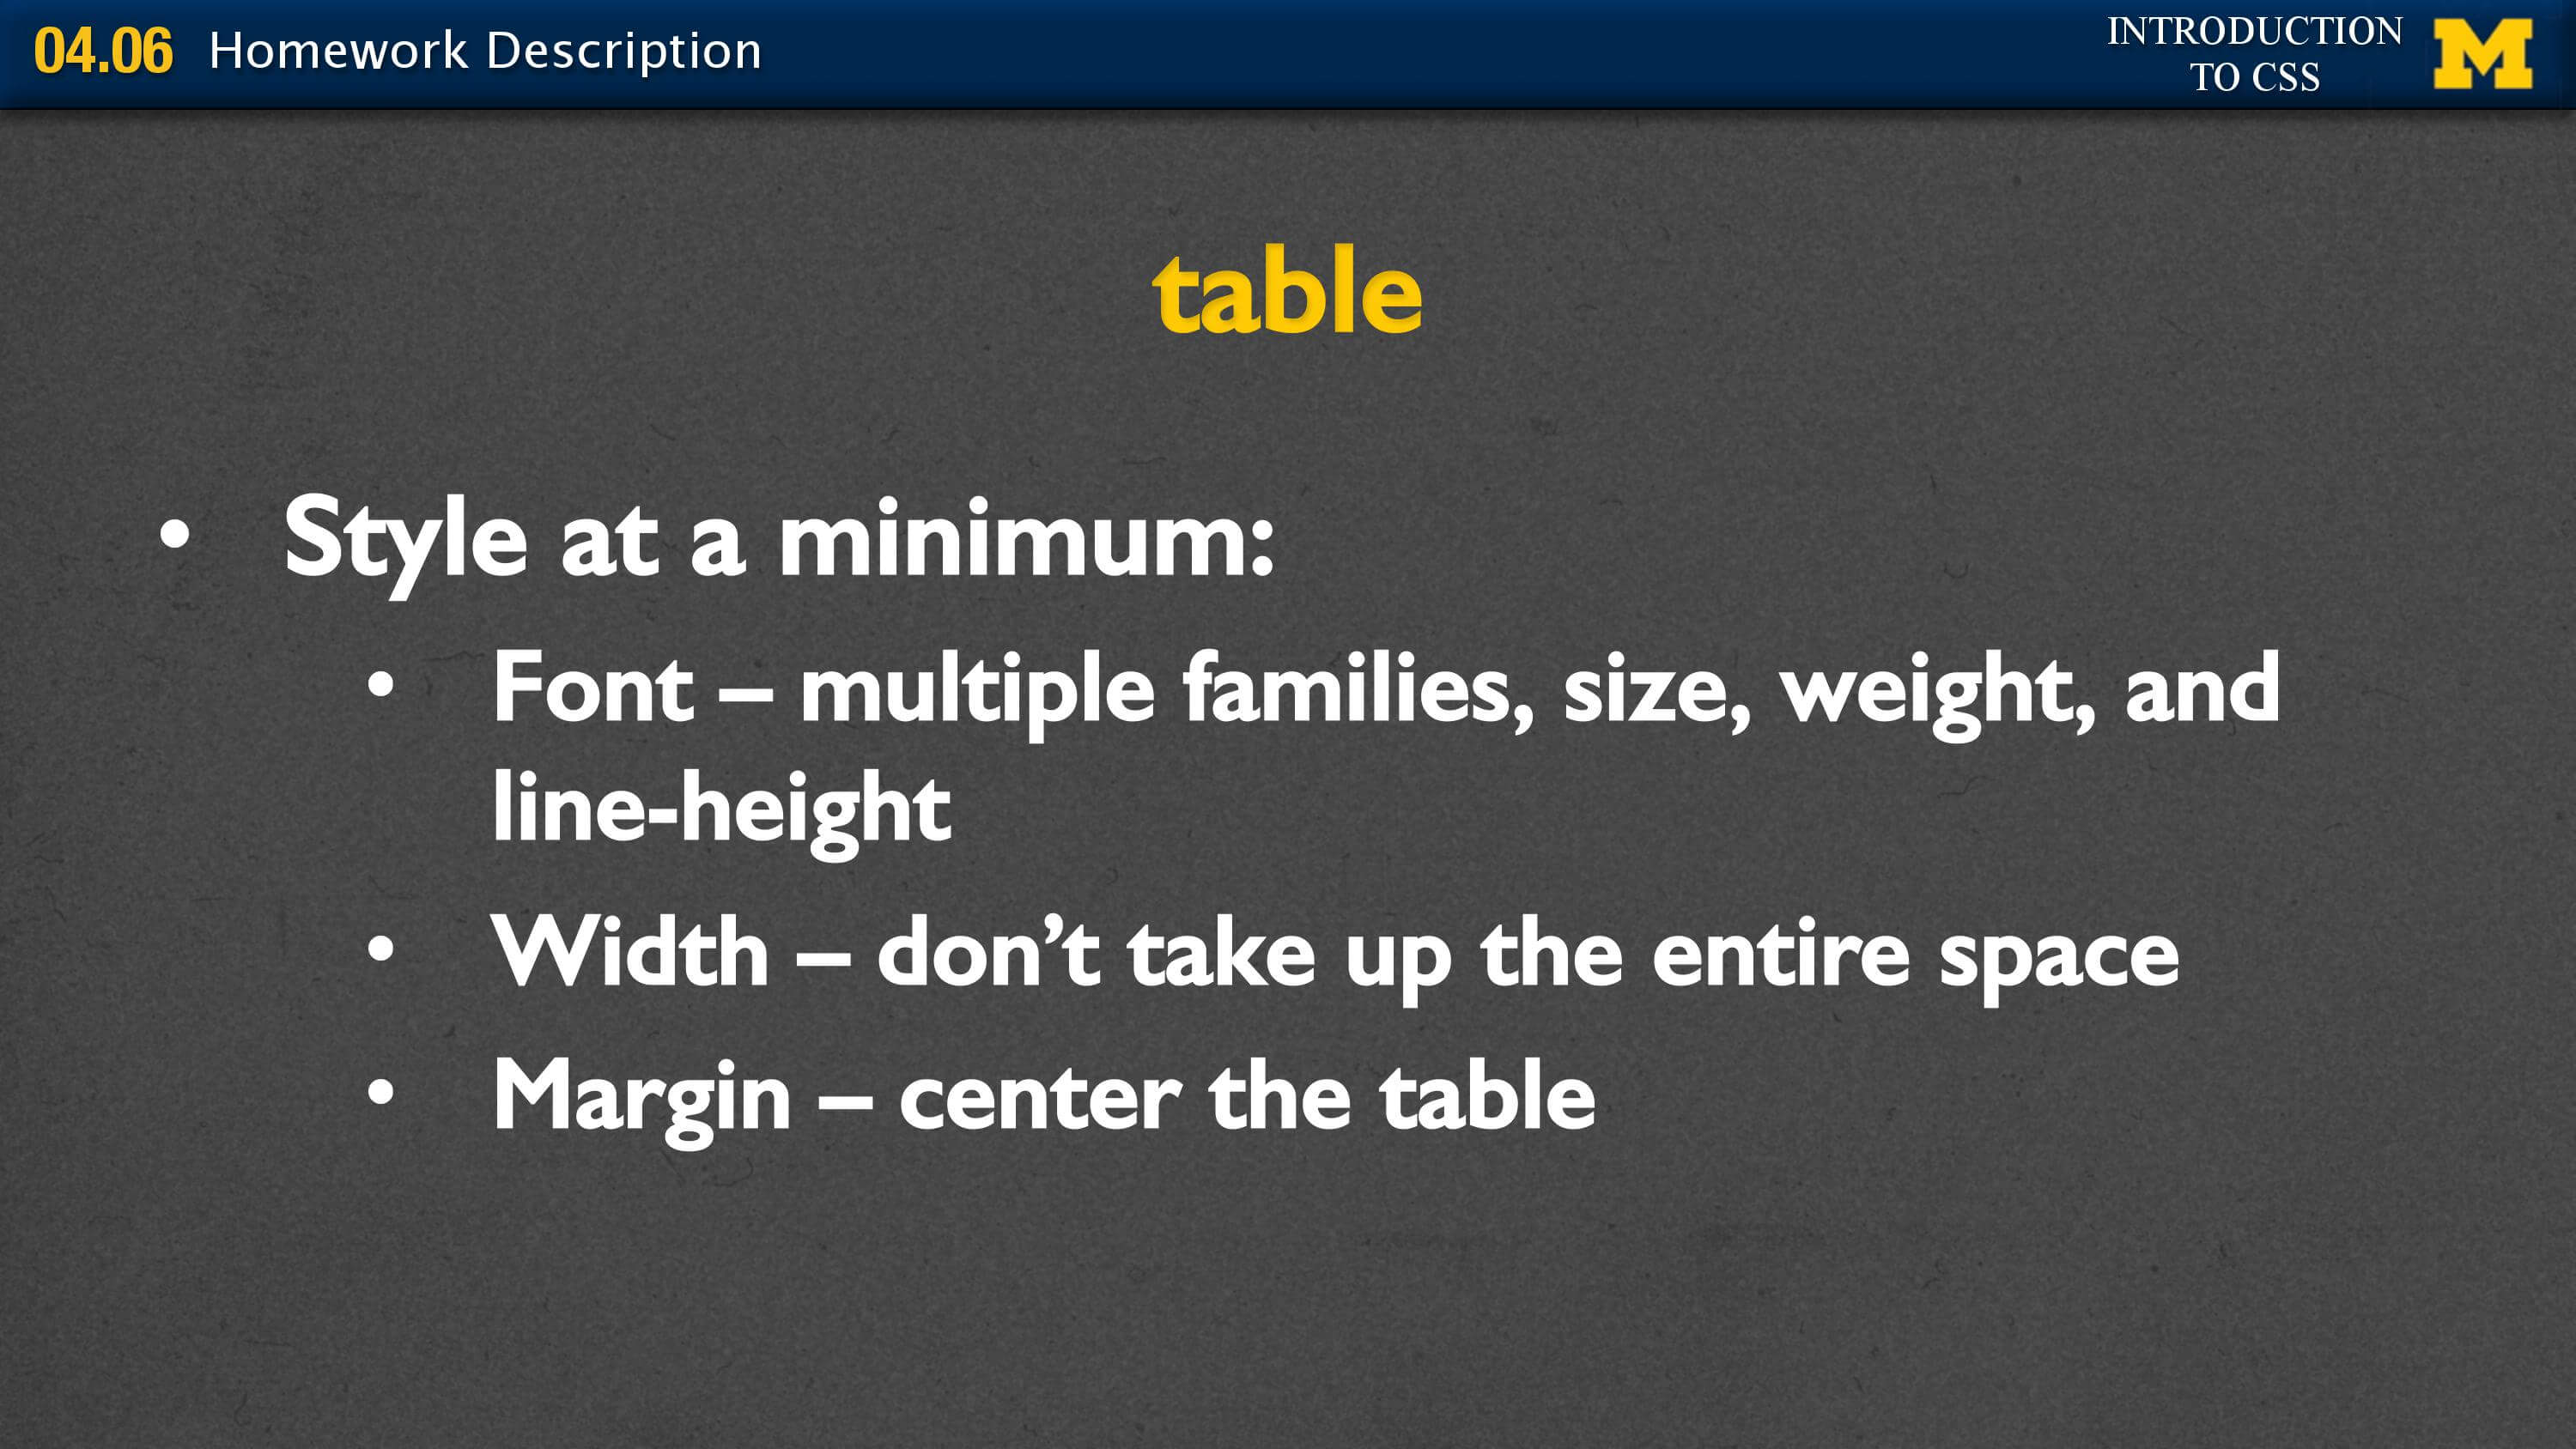 04.06 Homework Description
INTRODUCTION
TO CSS
M
table
• Style at a minimum:
• Font – multiple families, size, weight, and
line-height
• Width – don’t take up the entire space
• Margin – center the table